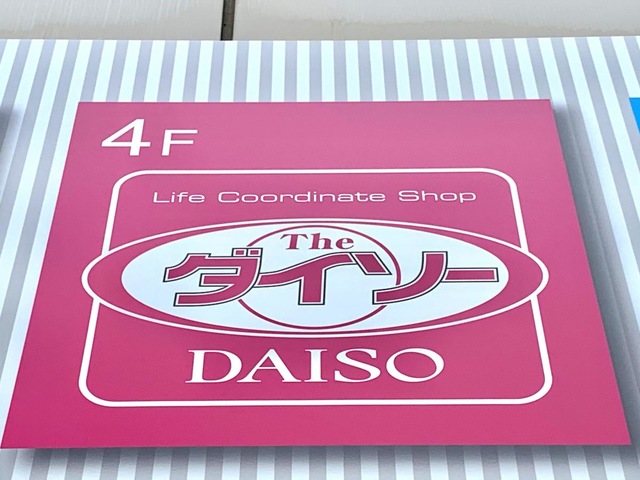 4F
Life Coordinate Shop
The
ダイソー
DAISO